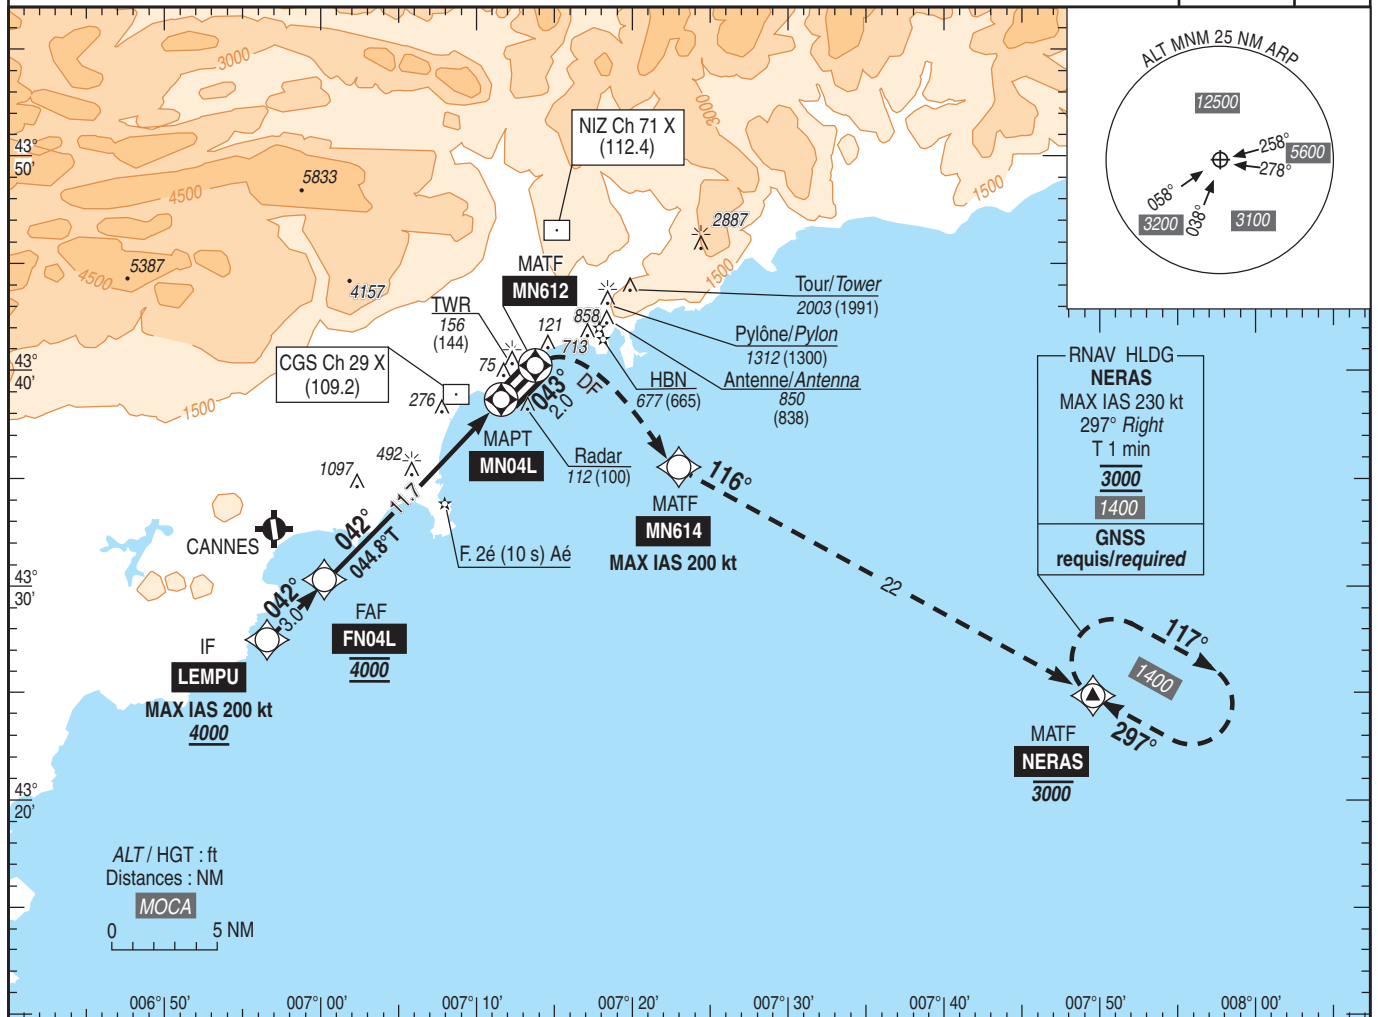 ALT MNM 25 NM ARP
12500
258°
5600
278°
058°
3200
038°
3100
3000
3000
NIZ Ch 71 X
(112.4)
43°
50'
5833
4500
1500
2887
5387
4500
4157
MATF
MN612
1500
TWR
156
(144)
121
858
713
75
Tour/Tower
2003 (1991)
Pylône/Pylon
1312 (1300)
Antenne/Antenna
850
(838)
HBN
677 (665)
CGS Ch 29 X
(109.2)
43°
40'
276
1500
043°
2.0
DF
MAPT
MN04L
Radar
112 (100)
492
1097
11.7
RNAV HLDG
NERAS
MAX IAS 230 kt
297° Right
T 1 min
3000
1400
GNSS
requis/required
116°
MATF
MN614
MAX IAS 200 kt
CANNES
042°
044.8°T
F. 2é (10 s) Aé
43°
30'
042°
3.0
22
FAF
FN04L
4000
IF
LEMPU
MAX IAS 200 kt
4000
117°
1400
297°
MATF
NERAS
3000
43°
20'
ALT / HGT : ft
Distances : NM
MOCA
0 5 NM
006° 50' 007° 00' 007° 10' 007° 20' 007° 30' 007° 40' 007° 50' 008° 00'